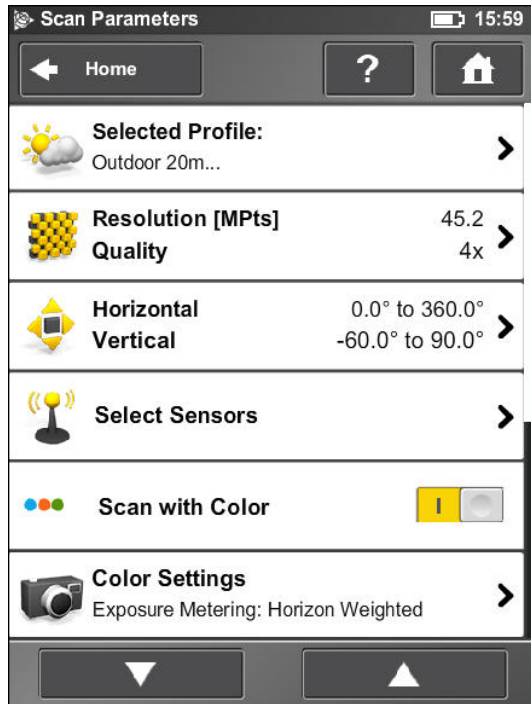 Scan Parameters 15:59
Home ?
Selected Profile:
Outdoor 20m...
Resolution [MPts] 45.2
Quality 4x
Horizontal 0.0° to 360.0°
Vertical -60.0° to 90.0°
Select Sensors
Scan with Color I
Color Settings
Exposure Metering: Horizon Weighted